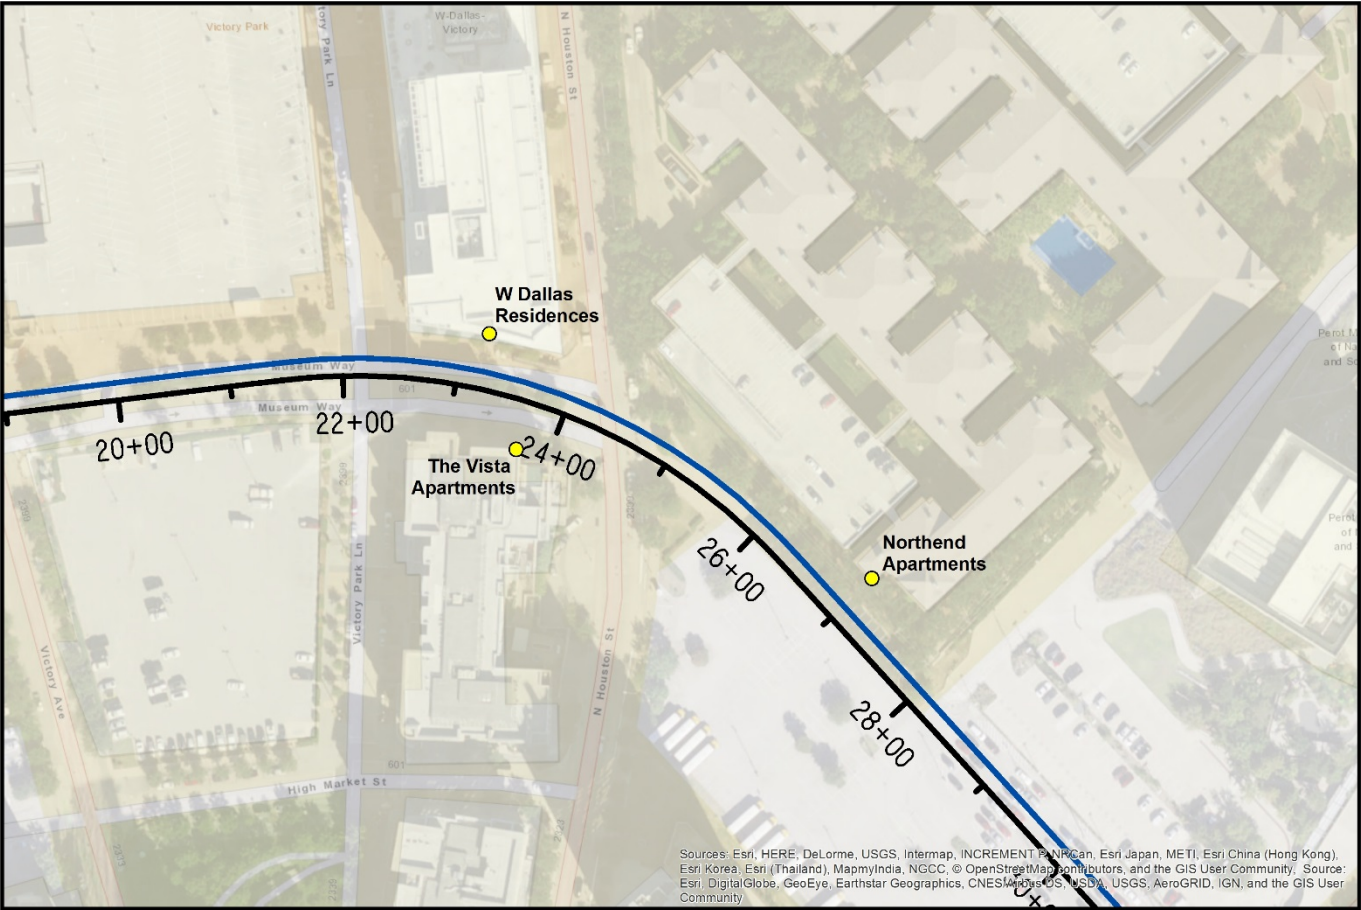 Victory Park
W-Dallas-
Victory
N Houston St
Park Ln
W Dallas
Residences
Museum Way
601
Museum Way
20+00
22+00
24+00
The Vista
Apartments
26+00
Northend
Apartments
28+00
Victory Park Ln
N Houston St
Victory Ave
601
High Market St
Sources: Esri, HERE, DeLorme, USGS, Intermap, INCREMENT P, NRCan, Esri Japan, METI, Esri China (Hong Kong),
Esri Korea, Esri (Thailand), MapmyIndia, NGCC, © OpenStreetMap contributors, and the GIS User Community, Source:
Esri, DigitalGlobe, GeoEye, Earthstar Geographics, CNES/Airbus DS, USDA, USGS, AeroGRID, IGN, and the GIS User
Community